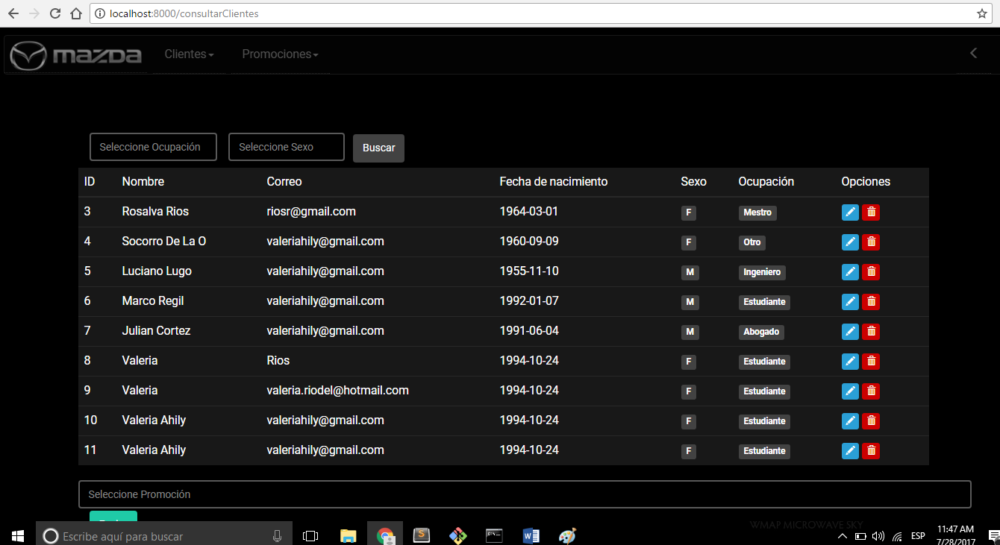 localhost:8000/consultarClientes
mazda Clientes Promociones
Seleccione Ocupación Seleccione Sexo Buscar
ID Nombre Correo Fecha de nacimiento Sexo Ocupación Opciones
3 Rosalva Rios riosr@gmail.com 1964-03-01 F Mestro
4 Socorro De La O valeriahily@gmail.com 1960-09-09 F Otro
5 Luciano Lugo valeriahily@gmail.com 1955-11-10 M Ingeniero
6 Marco Regil valeriahily@gmail.com 1992-01-07 M Estudiante
7 Julian Cortez valeriahily@gmail.com 1991-06-04 M Abogado
8 Valeria Rios 1994-10-24 F Estudiante
9 Valeria valeria.riodel@hotmail.com 1994-10-24 F Estudiante
10 Valeria Ahily valeriahily@gmail.com 1994-10-24 F Estudiante
11 Valeria Ahily valeriahily@gmail.com 1994-10-24 F Estudiante
Seleccione Promoción
WMAP MICROWAVE SKY
Escribe aquí para buscar ESP 11:47 AM
7/28/2017